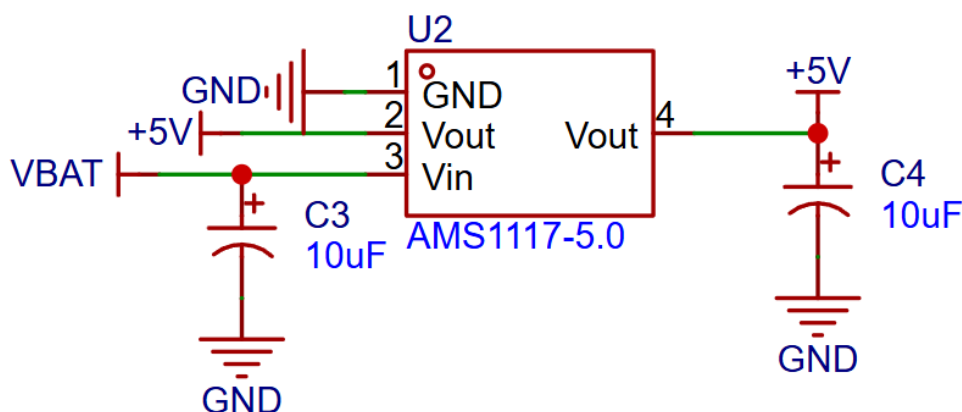 U2
GND 1 GND
+5V 2 Vout Vout 4 +5V
VBAT 3 Vin
+ C3
10uF
AMS1117-5.0
+ C4
10uF
GND
GND